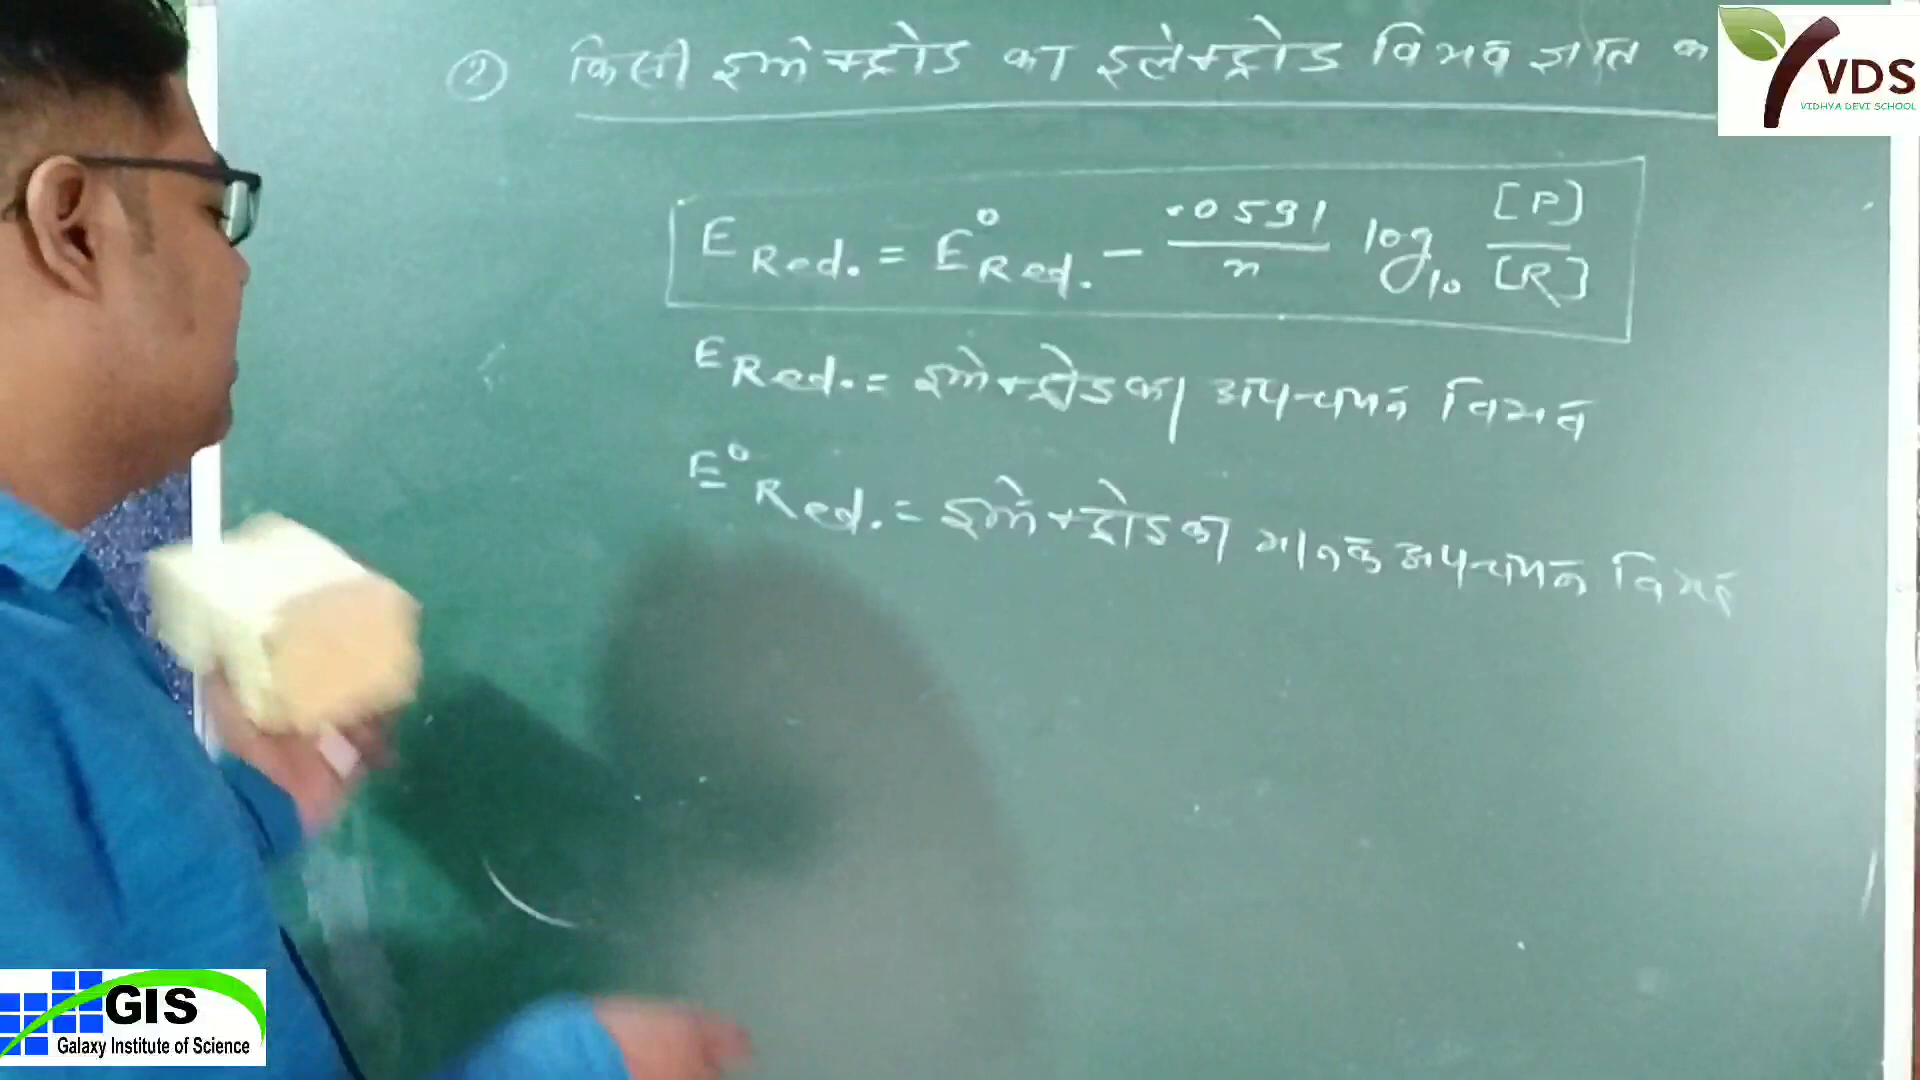 ② किसी इलेक्ट्रोड का इलेक्ट्रोड विभव ज्ञात क
E Red. = E° Red. - .0591/n log10 [P]/[R]
E Red. = इलेक्ट्रोड का अपचयन विभव
E° Red. = इलेक्ट्रोड का मानक अपचयन विभव
VDS
VIDHYA DEVI SCHOOL
GIS
Galaxy Institute of Science